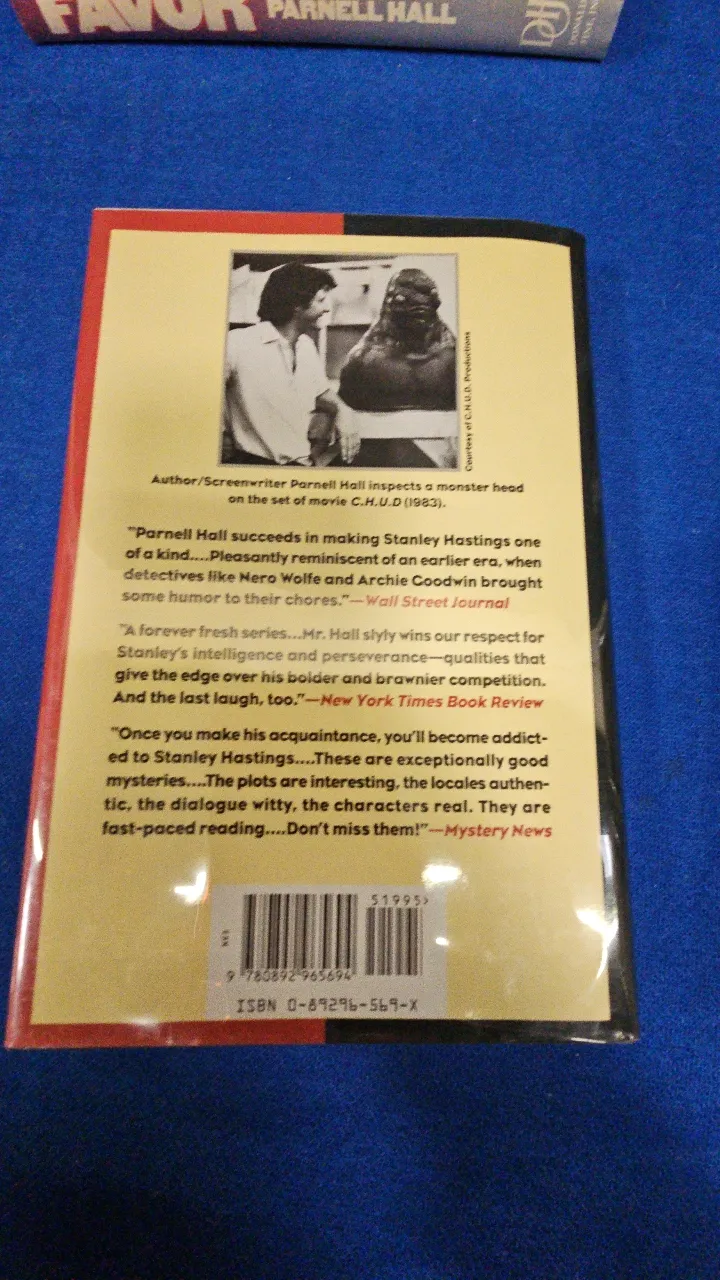 FAVOR PARNELL HALL
Courtesy of C.H.U.D. Productions
Author/Screenwriter Parnell Hall inspects a monster head
on the set of movie C.H.U.D (1983).
"Parnell Hall succeeds in making Stanley Hastings one
of a kind....Pleasantly reminiscent of an earlier era, when
detectives like Nero Wolfe and Archie Goodwin brought
some humor to their chores."—Wall Street Journal
"A forever fresh series...Mr. Hall slyly wins our respect for
Stanley's intelligence and perseverance—qualities that
give the edge over his bolder and brawnier competition.
And the last laugh, too."—New York Times Book Review
"Once you make his acquaintance, you'll become addict-
ed to Stanley Hastings....These are exceptionally good
mysteries....The plots are interesting, the locales authen-
tic, the dialogue witty, the characters real. They are
fast-paced reading....Don't miss them!"—Mystery News
51995>
9 780892 965694
ISBN 0-89296-569-X